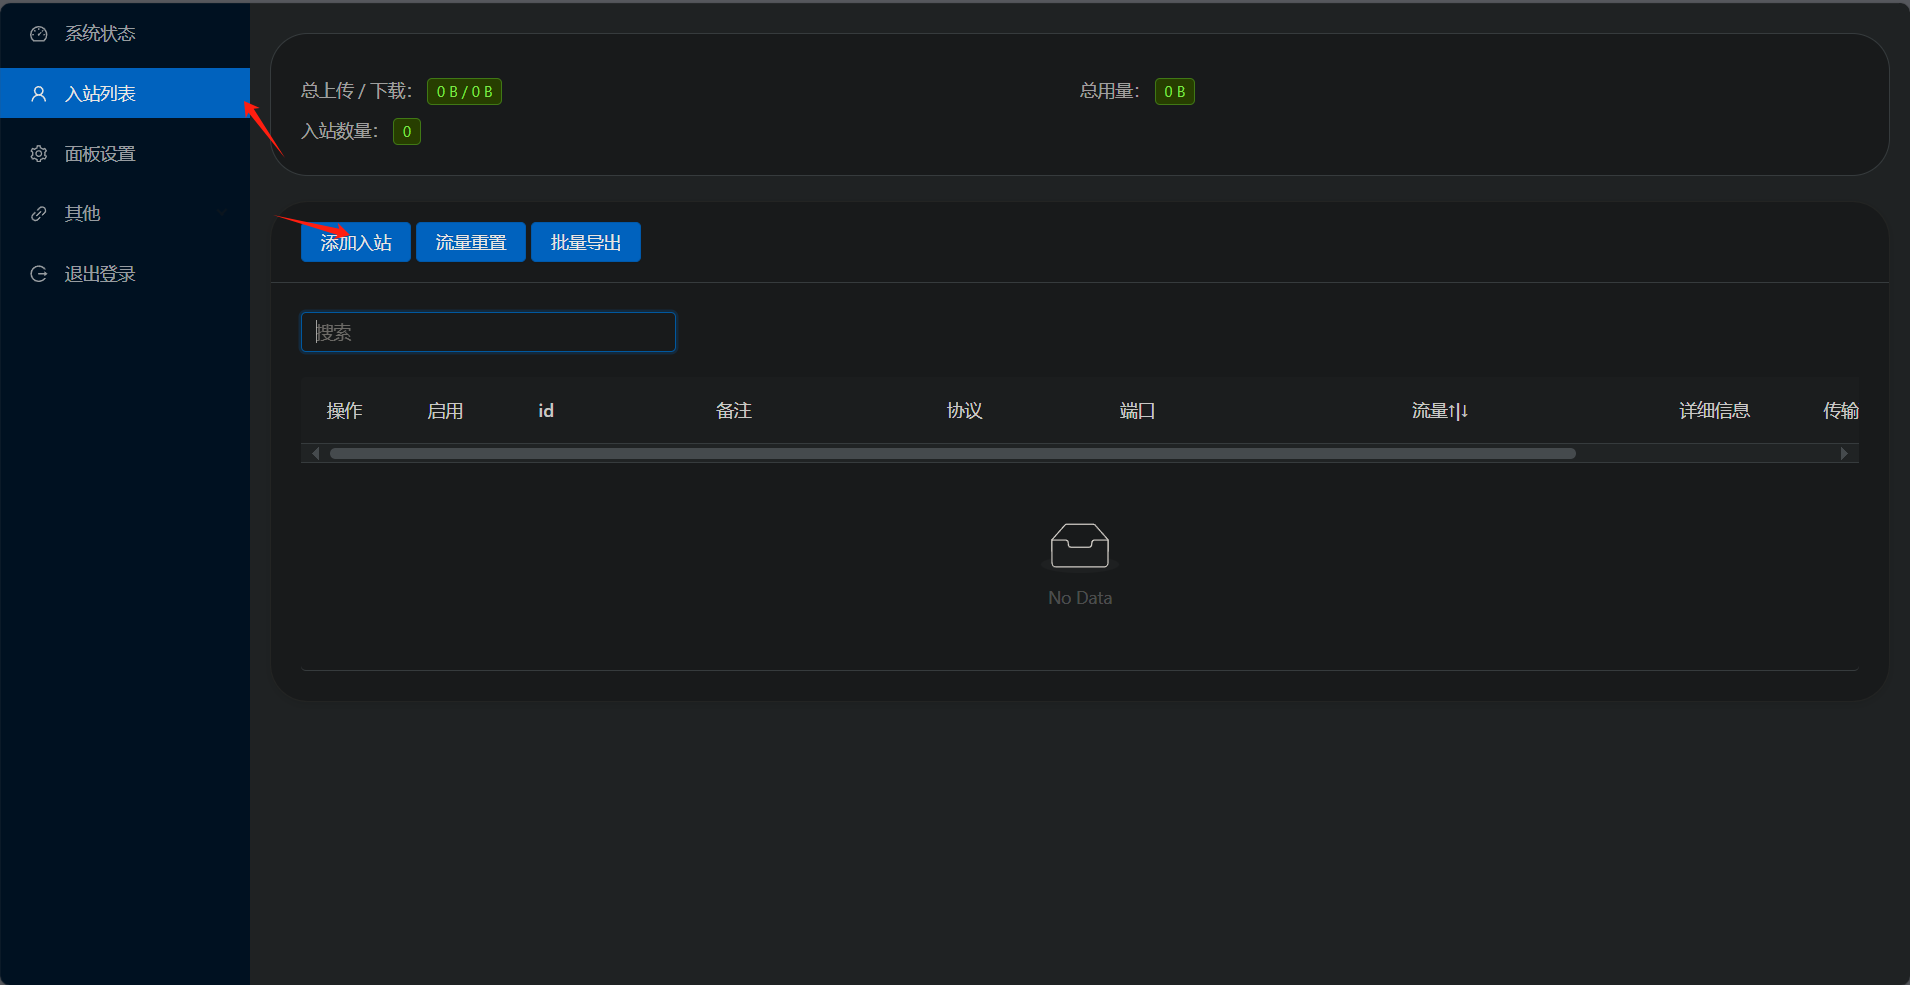 系统状态
入站列表
面板设置
其他
退出登录
总上传 / 下载： 0 B / 0 B
总用量： 0 B
入站数量： 0
添加入站 流量重置 批量导出
搜索
操作 启用 id 备注 协议 端口 流量↑|↓ 详细信息 传输
No Data